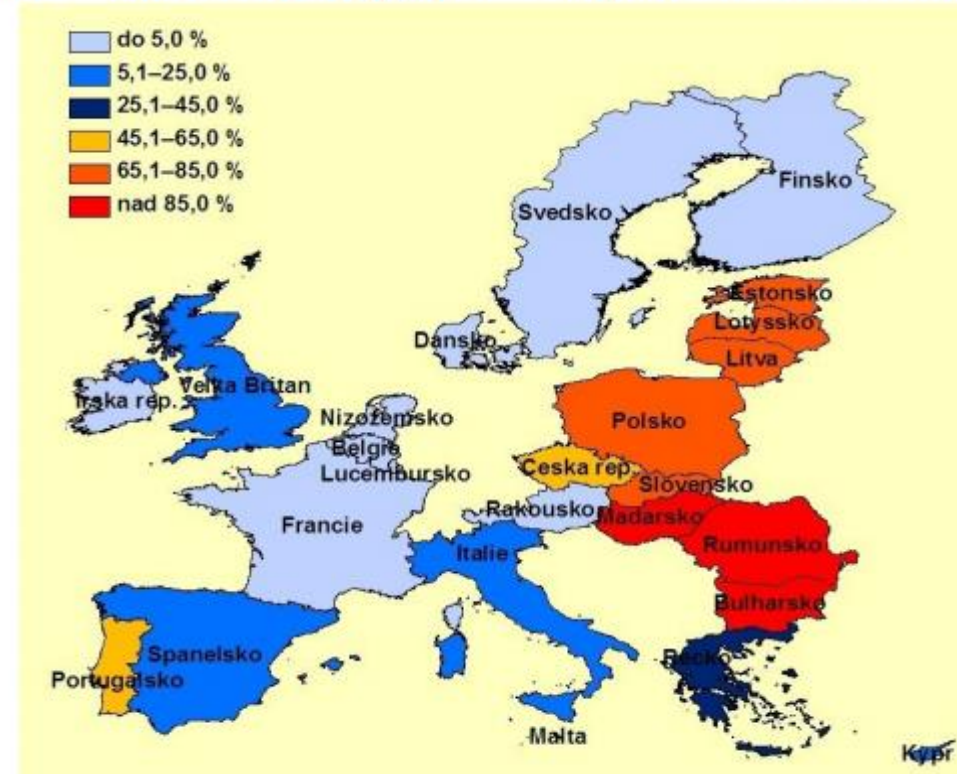 do 5,0 %
5,1–25,0 %
25,1–45,0 %
45,1–65,0 %
65,1–85,0 %
nad 85,0 %
Finsko
Svedsko
Estonsko
Lotyssko
Dansko
Litva
Velka Britan
Irska rep.
Nizozemsko
Polsko
Belgie
Ceska rep.
Lucembursko
Slovensko
Rakousko
Madarsko
Francie
Rumunsko
Italie
Bulharsko
Spanelsko
Recko
Portugalsko
Malta
Kypr